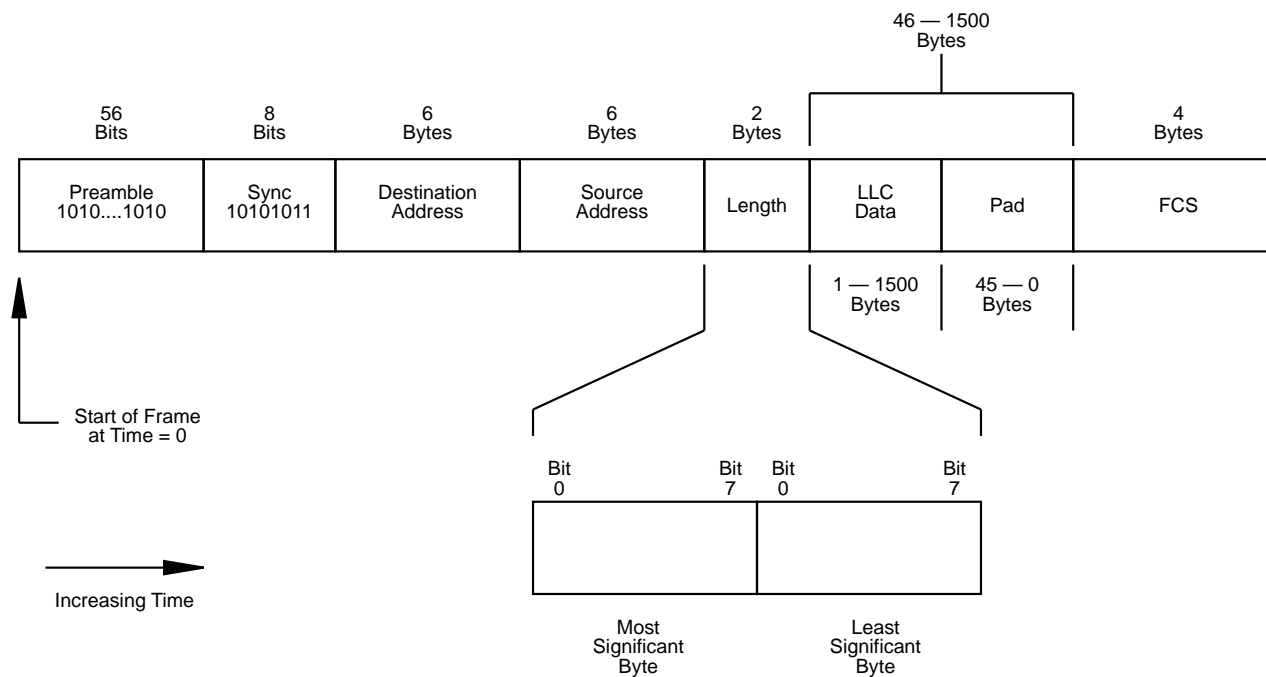 46 — 1500
Bytes
56
Bits
8
Bits
6
Bytes
6
Bytes
2
Bytes
4
Bytes
Preamble
1010....1010
Sync
10101011
Destination
Address
Source
Address
Length
LLC
Data
Pad
FCS
1 — 1500
Bytes
45 — 0
Bytes
Start of Frame
at Time = 0
Bit
0
Bit
7
Bit
0
Bit
7
Increasing Time
Most
Significant
Byte
Least
Significant
Byte